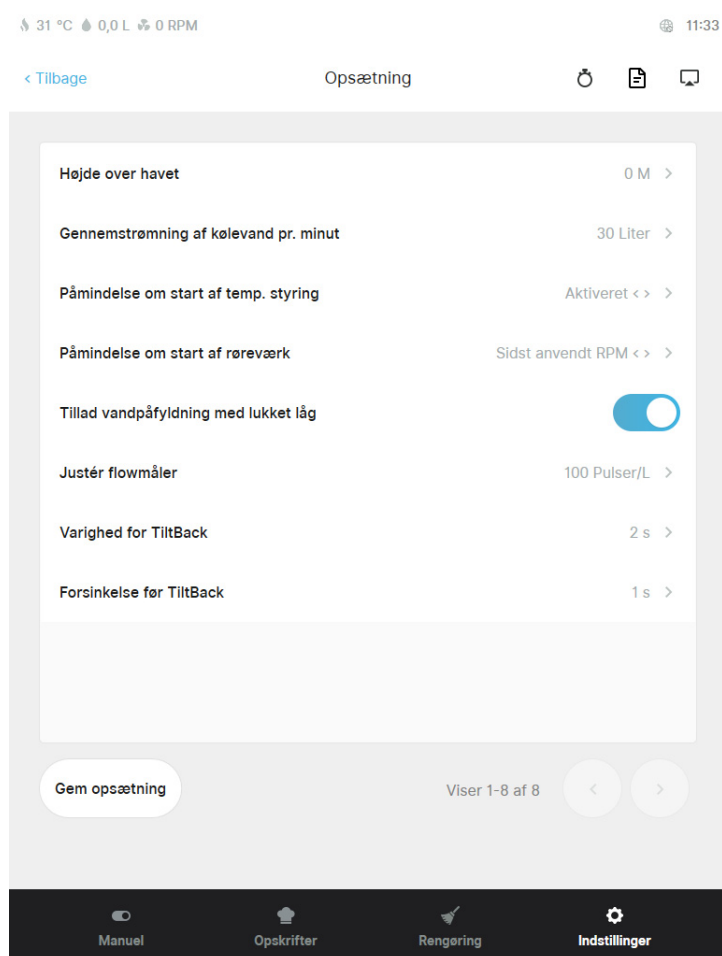 31 °C 0,0 L 0 RPM 11:33
< Tilbage Opsætning
Højde over havet 0 M >
Gennemstrømning af kølevand pr. minut 30 Liter >
Påmindelse om start af temp. styring Aktiveret < > >
Påmindelse om start af røreværk Sidst anvendt RPM < > >
Tillad vandpåfyldning med lukket låg
Justér flowmåler 100 Pulser/L >
Varighed for TiltBack 2 s >
Forsinkelse før TiltBack 1 s >
Gem opsætning Viser 1-8 af 8 < >
Manuel Opskrifter Rengøring Indstillinger